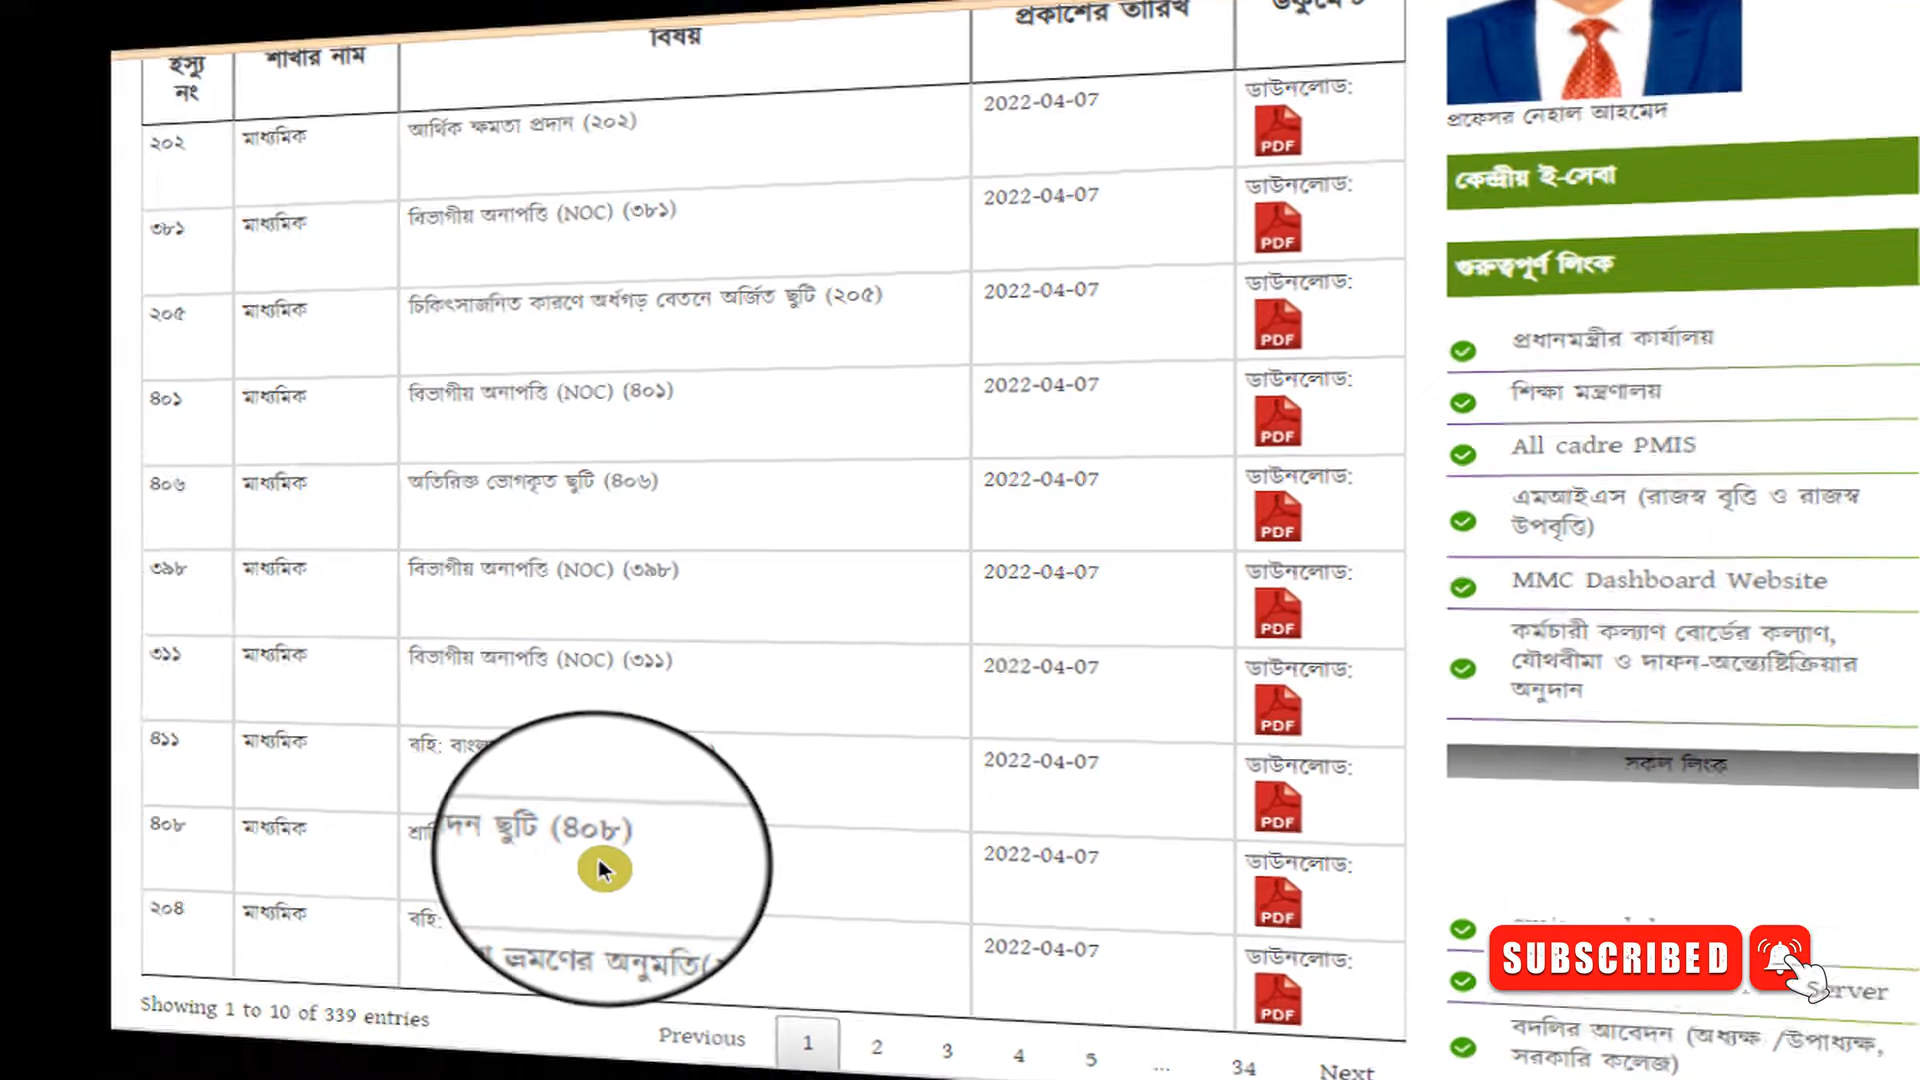 ইস্যু
নং
শাখার নাম
বিষয়
প্রকাশের তারিখ
ডকুমেন্ট
২০২
মাধ্যমিক
আর্থিক ক্ষমতা প্রদান (২০২)
2022-04-07
ডাউনলোড:
PDF
৩৮১
মাধ্যমিক
বিভাগীয় অনাপত্তি (NOC) (৩৮১)
2022-04-07
ডাউনলোড:
PDF
২০৫
মাধ্যমিক
চিকিৎসাজনিত কারণে অর্ধগড় বেতনে অর্জিত ছুটি (২০৫)
2022-04-07
ডাউনলোড:
PDF
৪০১
মাধ্যমিক
বিভাগীয় অনাপত্তি (NOC) (৪০১)
2022-04-07
ডাউনলোড:
PDF
৪০৬
মাধ্যমিক
অতিরিক্ত ভোগকৃত ছুটি (৪০৬)
2022-04-07
ডাউনলোড:
PDF
৩৯৮
মাধ্যমিক
বিভাগীয় অনাপত্তি (NOC) (৩৯৮)
2022-04-07
ডাউনলোড:
PDF
৩১১
মাধ্যমিক
বিভাগীয় অনাপত্তি (NOC) (৩১১)
2022-04-07
ডাউনলোড:
PDF
৪১১
মাধ্যমিক
বহি:
2022-04-07
ডাউনলোড:
PDF
৪০৮
মাধ্যমিক
ছুটি (৪০৮)
2022-04-07
ডাউনলোড:
PDF
২০৪
মাধ্যমিক
বহি:
ভ্রমণের অনুমতি(
2022-04-07
ডাউনলোড:
PDF
Showing 1 to 10 of 339 entries
Previous 1 2 3 4 5 ... 34 Next
প্রফেসর নেহাল আহমেদ
কেন্দ্রীয় ই-সেবা
গুরুত্বপূর্ণ লিংক
প্রধানমন্ত্রীর কার্যালয়
শিক্ষা মন্ত্রণালয়
All cadre PMIS
এমআইএস (রাজস্ব বৃত্তি ও রাজস্ব
উপবৃত্তি)
MMC Dashboard Website
কর্মচারী কল্যাণ বোর্ডের কল্যাণ,
যৌথবীমা ও দাফন-অন্ত্যেষ্টিক্রিয়ার
অনুদান
সকল লিংক
SUBSCRIBED
Server
বদলির আবেদন (অধ্যক্ষ /উপাধ্যক্ষ,
সরকারি কলেজ)